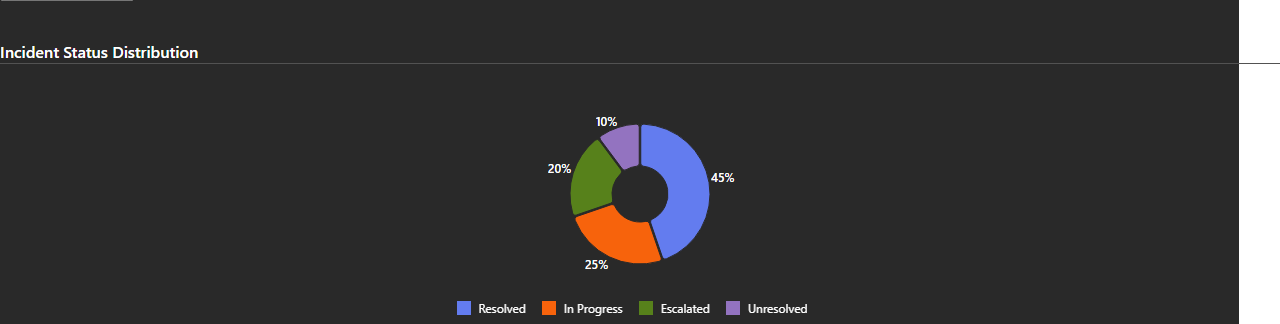 Incident Status Distribution
10%
20%
45%
25%
Resolved In Progress Escalated Unresolved